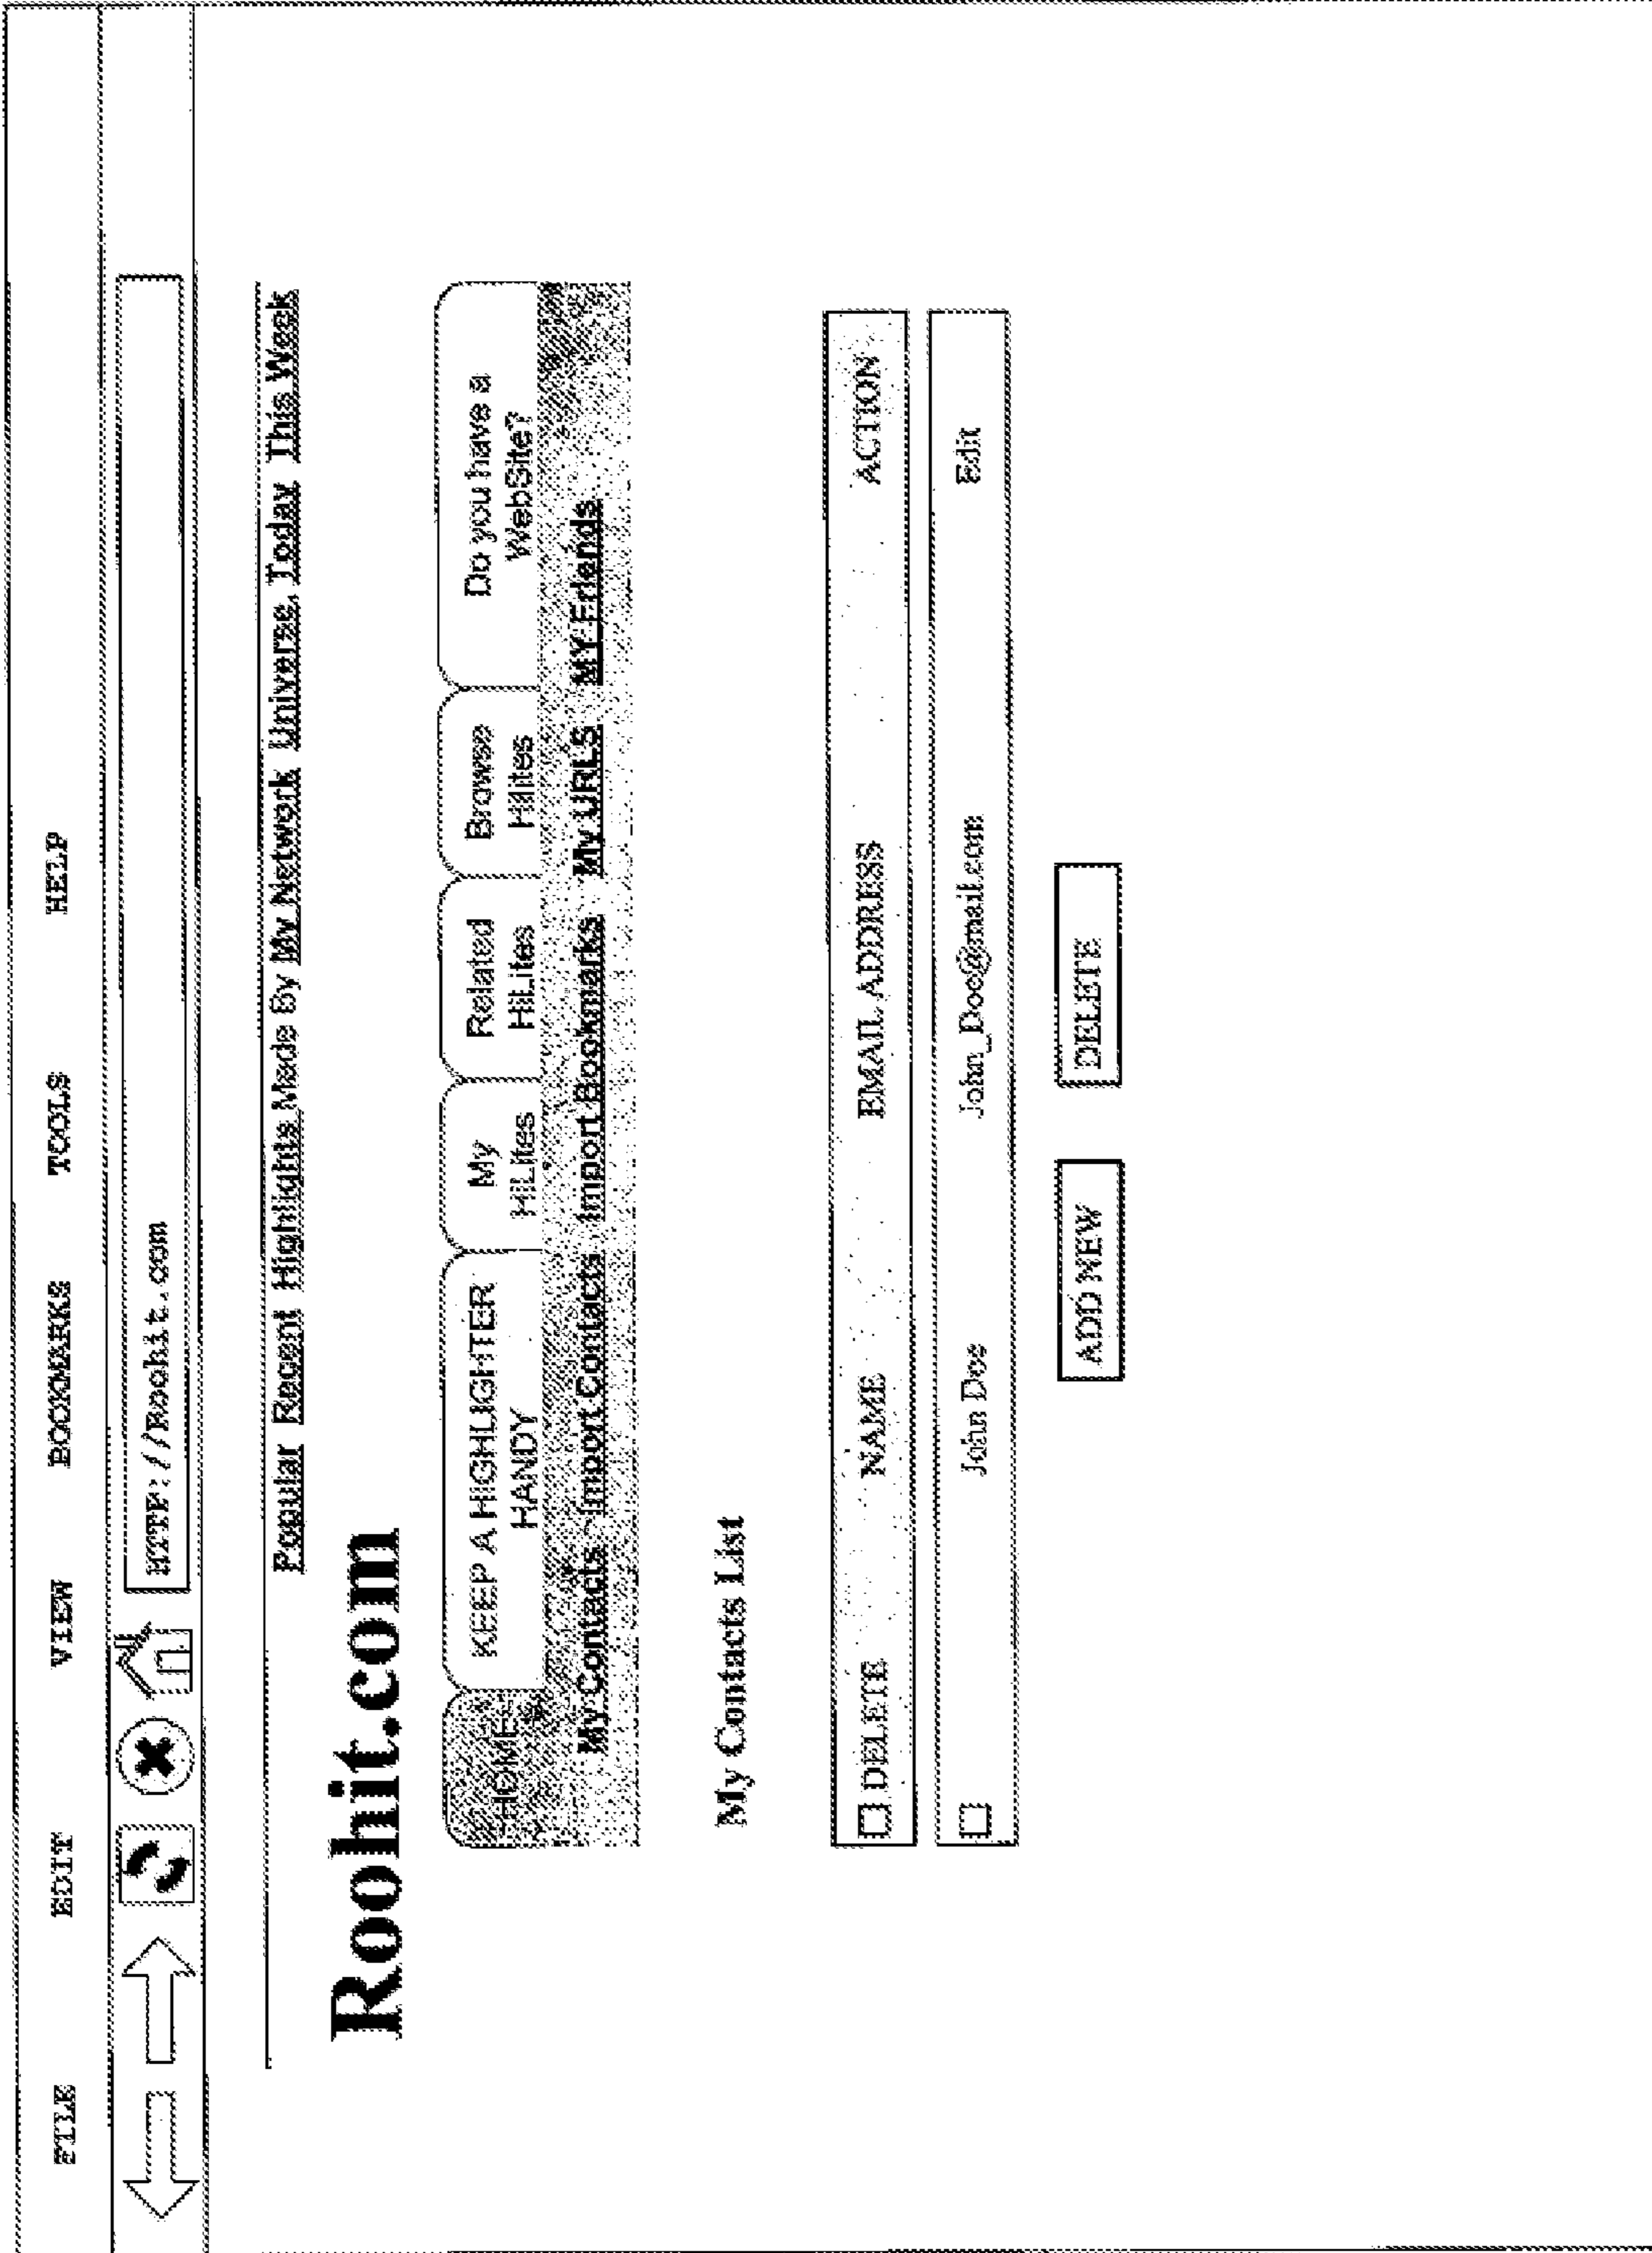 FILE EDIT VIEW BOOKMARKS TOOLS HELP
HTTP://Roohit.com
Popular Recent Highlights Made By My Network Universe, Today This Week
Roohit.com
HOME KEEP A HIGHLIGHTER HANDY My HiLites Related HiLites Browse Hilites Do you have a WebSite?
My Contacts Import Contacts Import Bookmarks My URLS MY Friends
My Contacts List
DELETE NAME EMAIL ADDRESS ACTION
John Doe John_Doe@mail.com Edit
ADD NEW DELETE